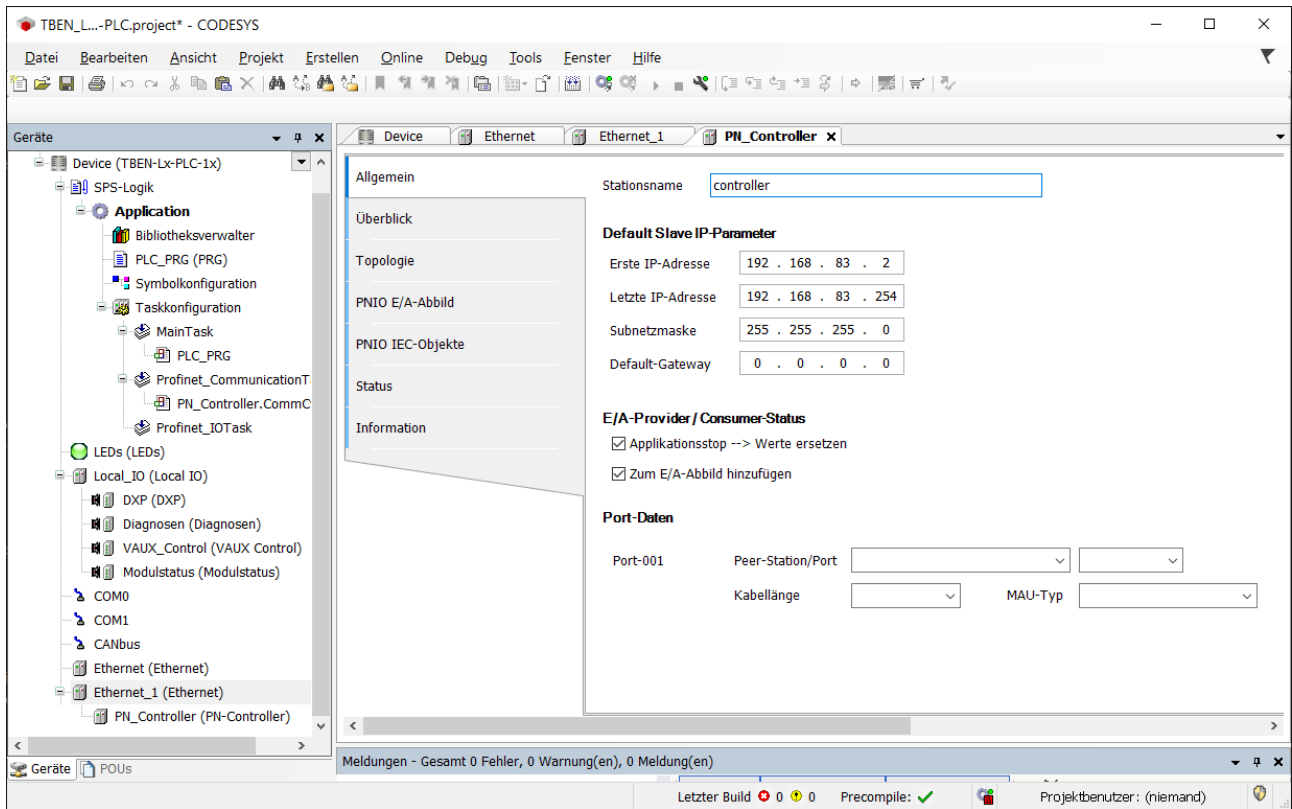 TBEN_L...-PLC.project* - CODESYS
Datei Bearbeiten Ansicht Projekt Erstellen Online Debug Tools Fenster Hilfe
Geräte
Device (TBEN-Lx-PLC-1x)
SPS-Logik
Application
Bibliotheksverwalter
PLC_PRG (PRG)
Symbolkonfiguration
Taskkonfiguration
MainTask
PLC_PRG
Profinet_CommunicationT
PN_Controller.CommC
Profinet_IOTask
LEDs (LEDs)
Local_IO (Local IO)
DXP (DXP)
Diagnosen (Diagnosen)
VAUX_Control (VAUX Control)
Modulstatus (Modulstatus)
COM0
COM1
CANbus
Ethernet (Ethernet)
Ethernet_1 (Ethernet)
PN_Controller (PN-Controller)
Geräte POUs
Device Ethernet Ethernet_1 PN_Controller
Allgemein
Überblick
Topologie
PNIO E/A-Abbild
PNIO IEC-Objekte
Status
Information
Stationsname controller
Default Slave IP-Parameter
Erste IP-Adresse 192 . 168 . 83 . 2
Letzte IP-Adresse 192 . 168 . 83 . 254
Subnetzmaske 255 . 255 . 255 . 0
Default-Gateway 0 . 0 . 0 . 0
E/A-Provider / Consumer-Status
Applikationsstop --> Werte ersetzen
Zum E/A-Abbild hinzufügen
Port-Daten
Port-001 Peer-Station/Port
Kabellänge MAU-Typ
Meldungen - Gesamt 0 Fehler, 0 Warnung(en), 0 Meldung(en)
Letzter Build 0 0 Precompile: Projektbenutzer: (niemand)